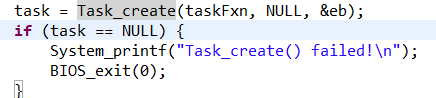 task = Task_create(taskFxn, NULL, &eb);
if (task == NULL) {
    System_printf("Task_create() failed!\n");
    BIOS_exit(0);
}